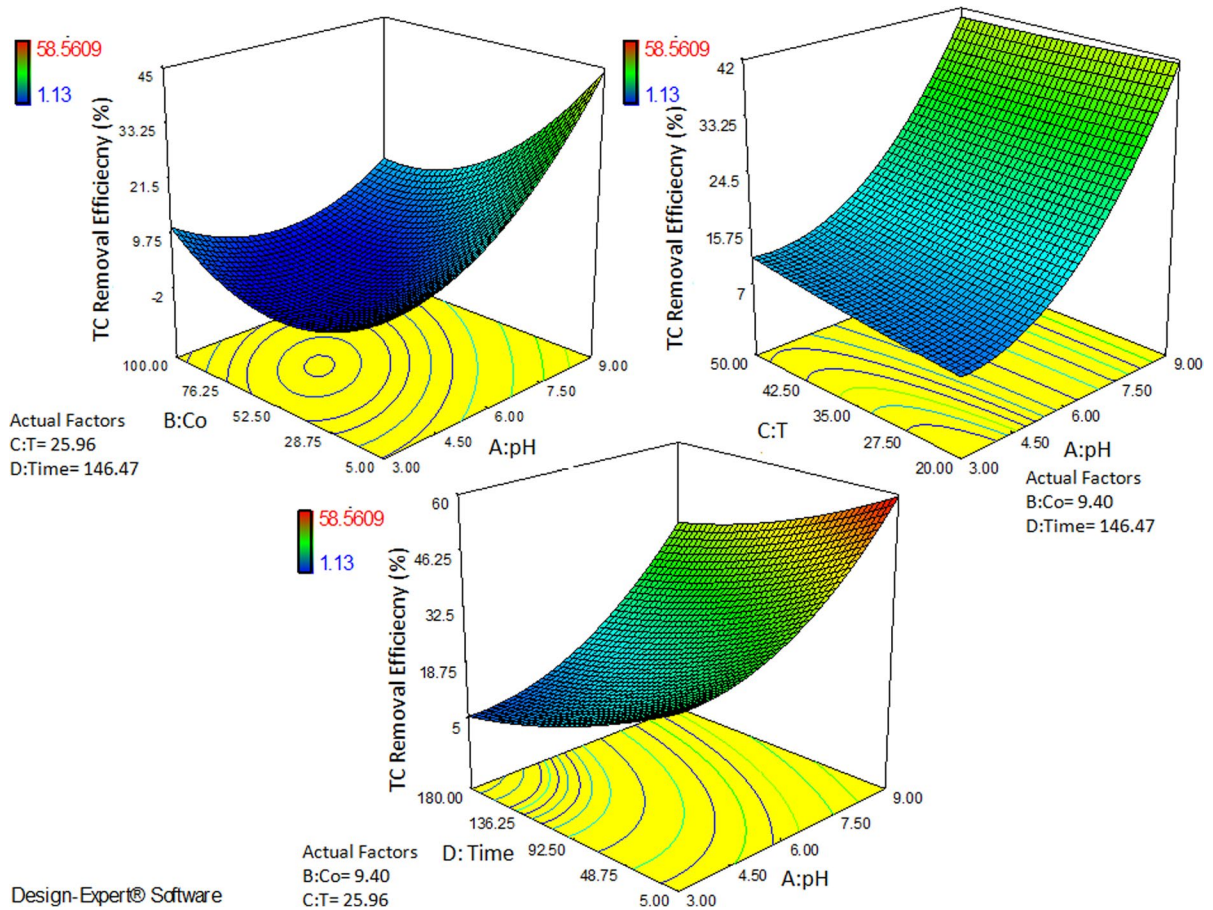 58.5609
1.13
TC Removal Efficiecny (%)
45
33.25
21.5
9.75
-2
100.00
76.25
52.50
28.75
5.00
B:Co
3.00
4.50
6.00
7.50
9.00
A:pH
Actual Factors
C:T= 25.96
D:Time= 146.47
58.5609
1.13
TC Removal Efficiecny (%)
42
33.25
24.5
15.75
7
50.00
42.50
35.00
27.50
20.00
C:T
3.00
4.50
6.00
7.50
9.00
A:pH
Actual Factors
B:Co= 9.40
D:Time= 146.47
58.5609
1.13
TC Removal Efficiecny (%)
60
46.25
32.5
18.75
5
180.00
136.25
92.50
48.75
5.00
D: Time
3.00
4.50
6.00
7.50
9.00
A:pH
Actual Factors
B:Co= 9.40
C:T= 25.96
Design-Expert® Software